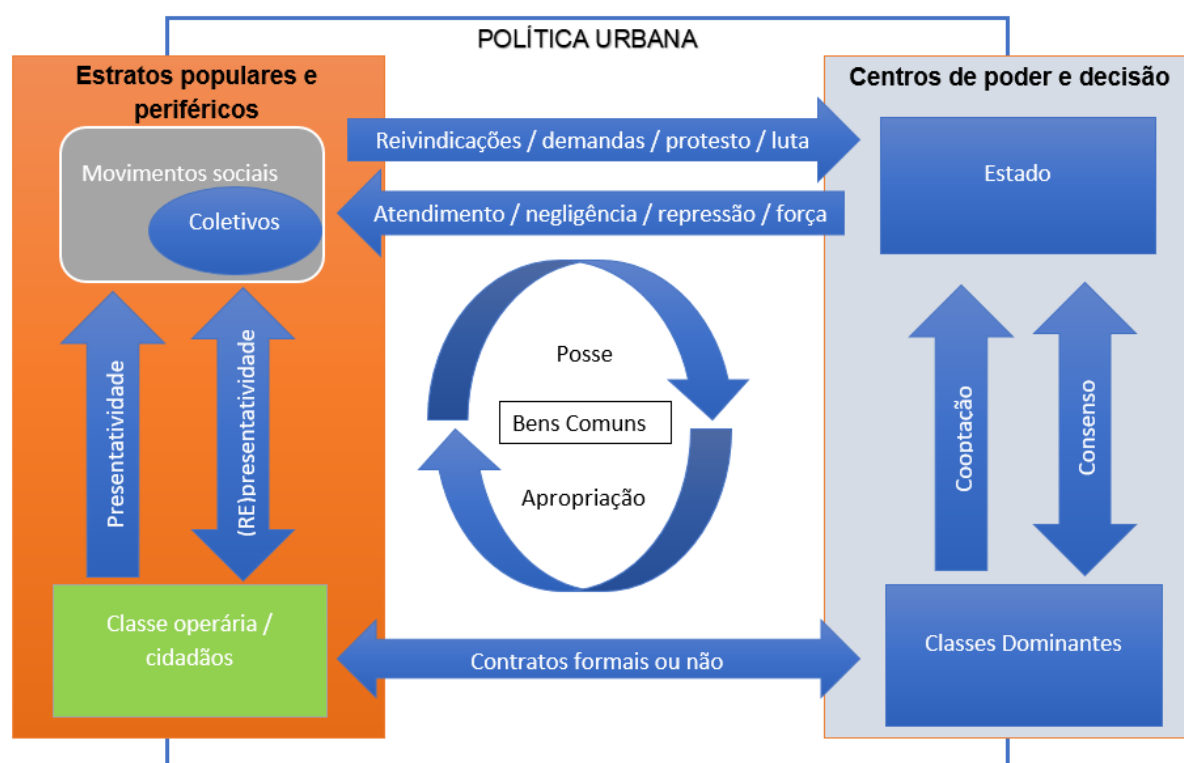 POLÍTICA URBANA
Estratos populares e
periféricos
Centros de poder e decisão
Movimentos sociais
Coletivos
Reivindicações / demandas / protesto / luta
Atendimento / negligência / repressão / força
Estado
Presentatividade
(RE)presentatividade
Posse
Bens Comuns
Apropriação
Cooptação
Consenso
Classe operária /
cidadãos
Contratos formais ou não
Classes Dominantes